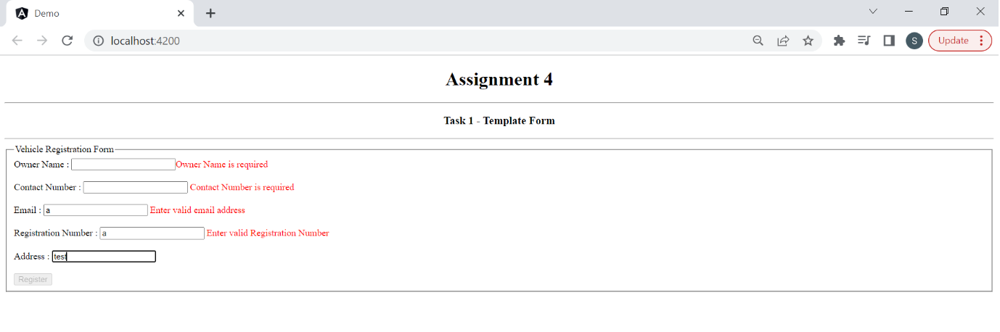 Demo
localhost:4200
S
Update
Assignment 4
Task 1 - Template Form
Vehicle Registration Form
Owner Name : Owner Name is required
Contact Number : Contact Number is required
Email : a Enter valid email address
Registration Number : a Enter valid Registration Number
Address : test
Register